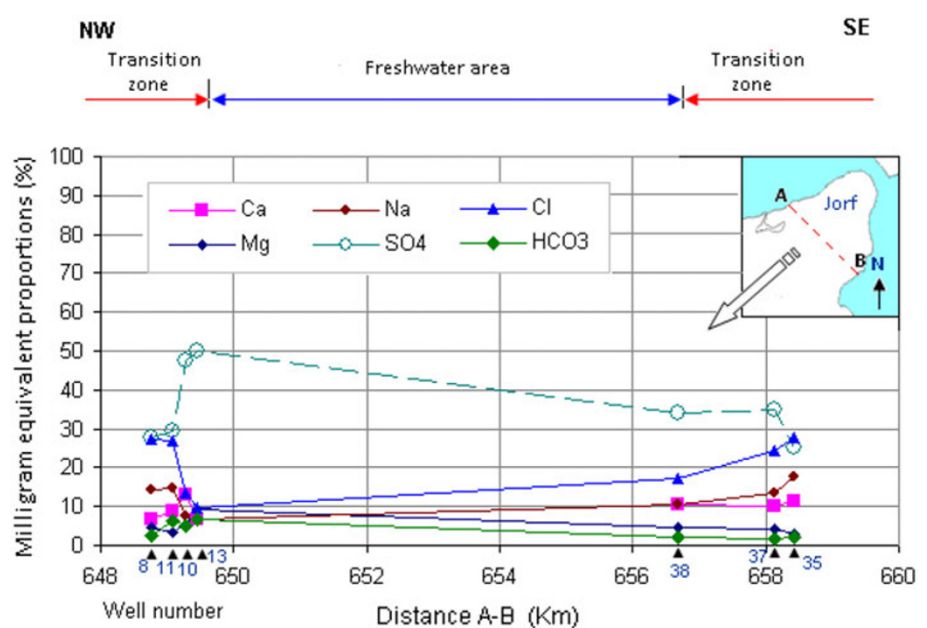 NW
SE
Transition zone
Freshwater area
Transition zone
Milligram equivalent proportions (%)
100
90
80
70
60
50
40
30
20
10
0
Ca
Na
Cl
Mg
SO4
HCO3
A
Jorf
B
N
8
11
10
13
38
37
35
648
650
652
654
656
658
660
Well number
Distance A-B (Km)